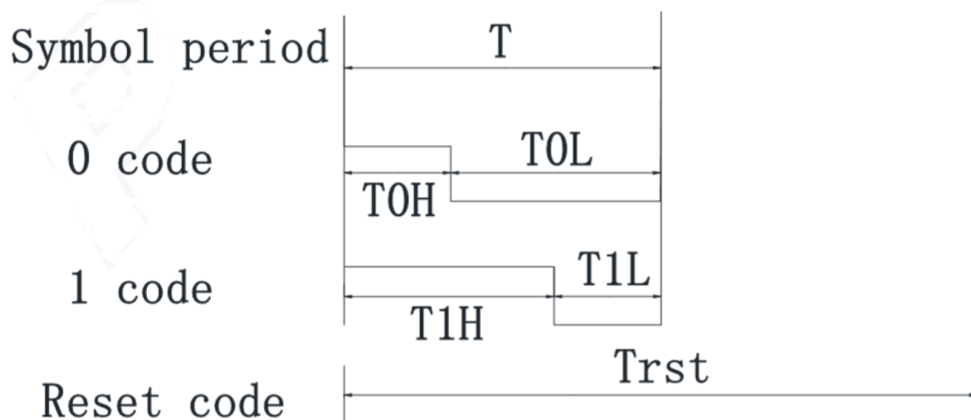 Symbol period T
0 code T0H T0L
1 code T1H T1L
Reset code Trst